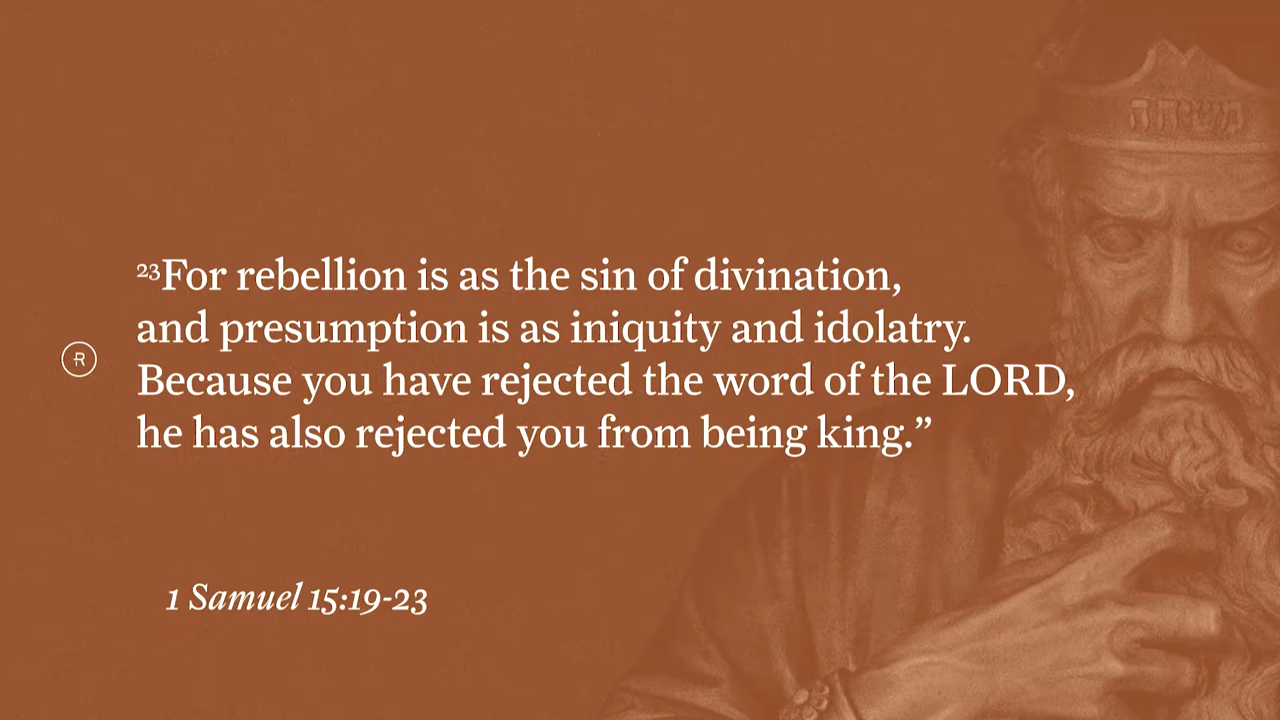 משיחה
²³For rebellion is as the sin of divination,
and presumption is as iniquity and idolatry.
Because you have rejected the word of the LORD,
he has also rejected you from being king.”
R
1 Samuel 15:19-23